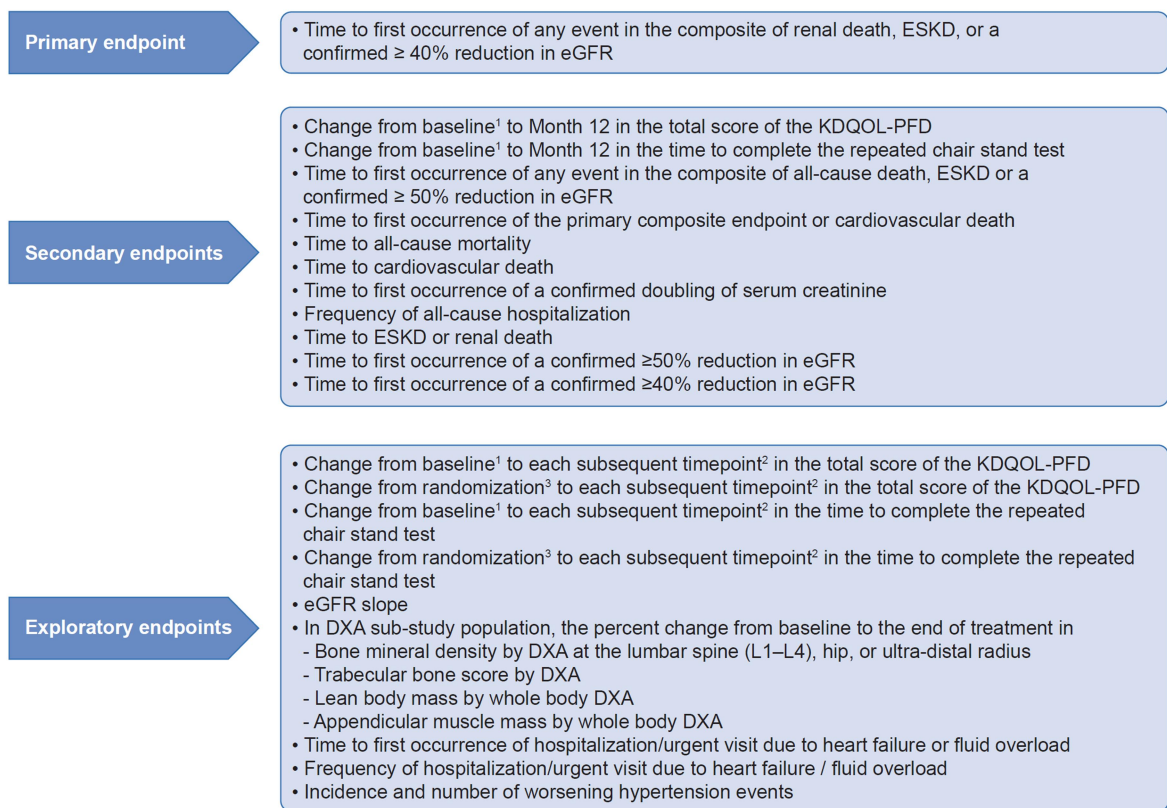 Primary endpoint
• Time to first occurrence of any event in the composite of renal death, ESKD, or a
confirmed ≥ 40% reduction in eGFR
Secondary endpoints
• Change from baseline¹ to Month 12 in the total score of the KDQOL-PFD
• Change from baseline¹ to Month 12 in the time to complete the repeated chair stand test
• Time to first occurrence of any event in the composite of all-cause death, ESKD or a
confirmed ≥ 50% reduction in eGFR
• Time to first occurrence of the primary composite endpoint or cardiovascular death
• Time to all-cause mortality
• Time to cardiovascular death
• Time to first occurrence of a confirmed doubling of serum creatinine
• Frequency of all-cause hospitalization
• Time to ESKD or renal death
• Time to first occurrence of a confirmed ≥50% reduction in eGFR
• Time to first occurrence of a confirmed ≥40% reduction in eGFR
Exploratory endpoints
• Change from baseline¹ to each subsequent timepoint² in the total score of the KDQOL-PFD
• Change from randomization³ to each subsequent timepoint² in the total score of the KDQOL-PFD
• Change from baseline¹ to each subsequent timepoint² in the time to complete the repeated
chair stand test
• Change from randomization³ to each subsequent timepoint² in the time to complete the repeated
chair stand test
• eGFR slope
• In DXA sub-study population, the percent change from baseline to the end of treatment in
- Bone mineral density by DXA at the lumbar spine (L1–L4), hip, or ultra-distal radius
- Trabecular bone score by DXA
- Lean body mass by whole body DXA
- Appendicular muscle mass by whole body DXA
• Time to first occurrence of hospitalization/urgent visit due to heart failure or fluid overload
• Frequency of hospitalization/urgent visit due to heart failure / fluid overload
• Incidence and number of worsening hypertension events